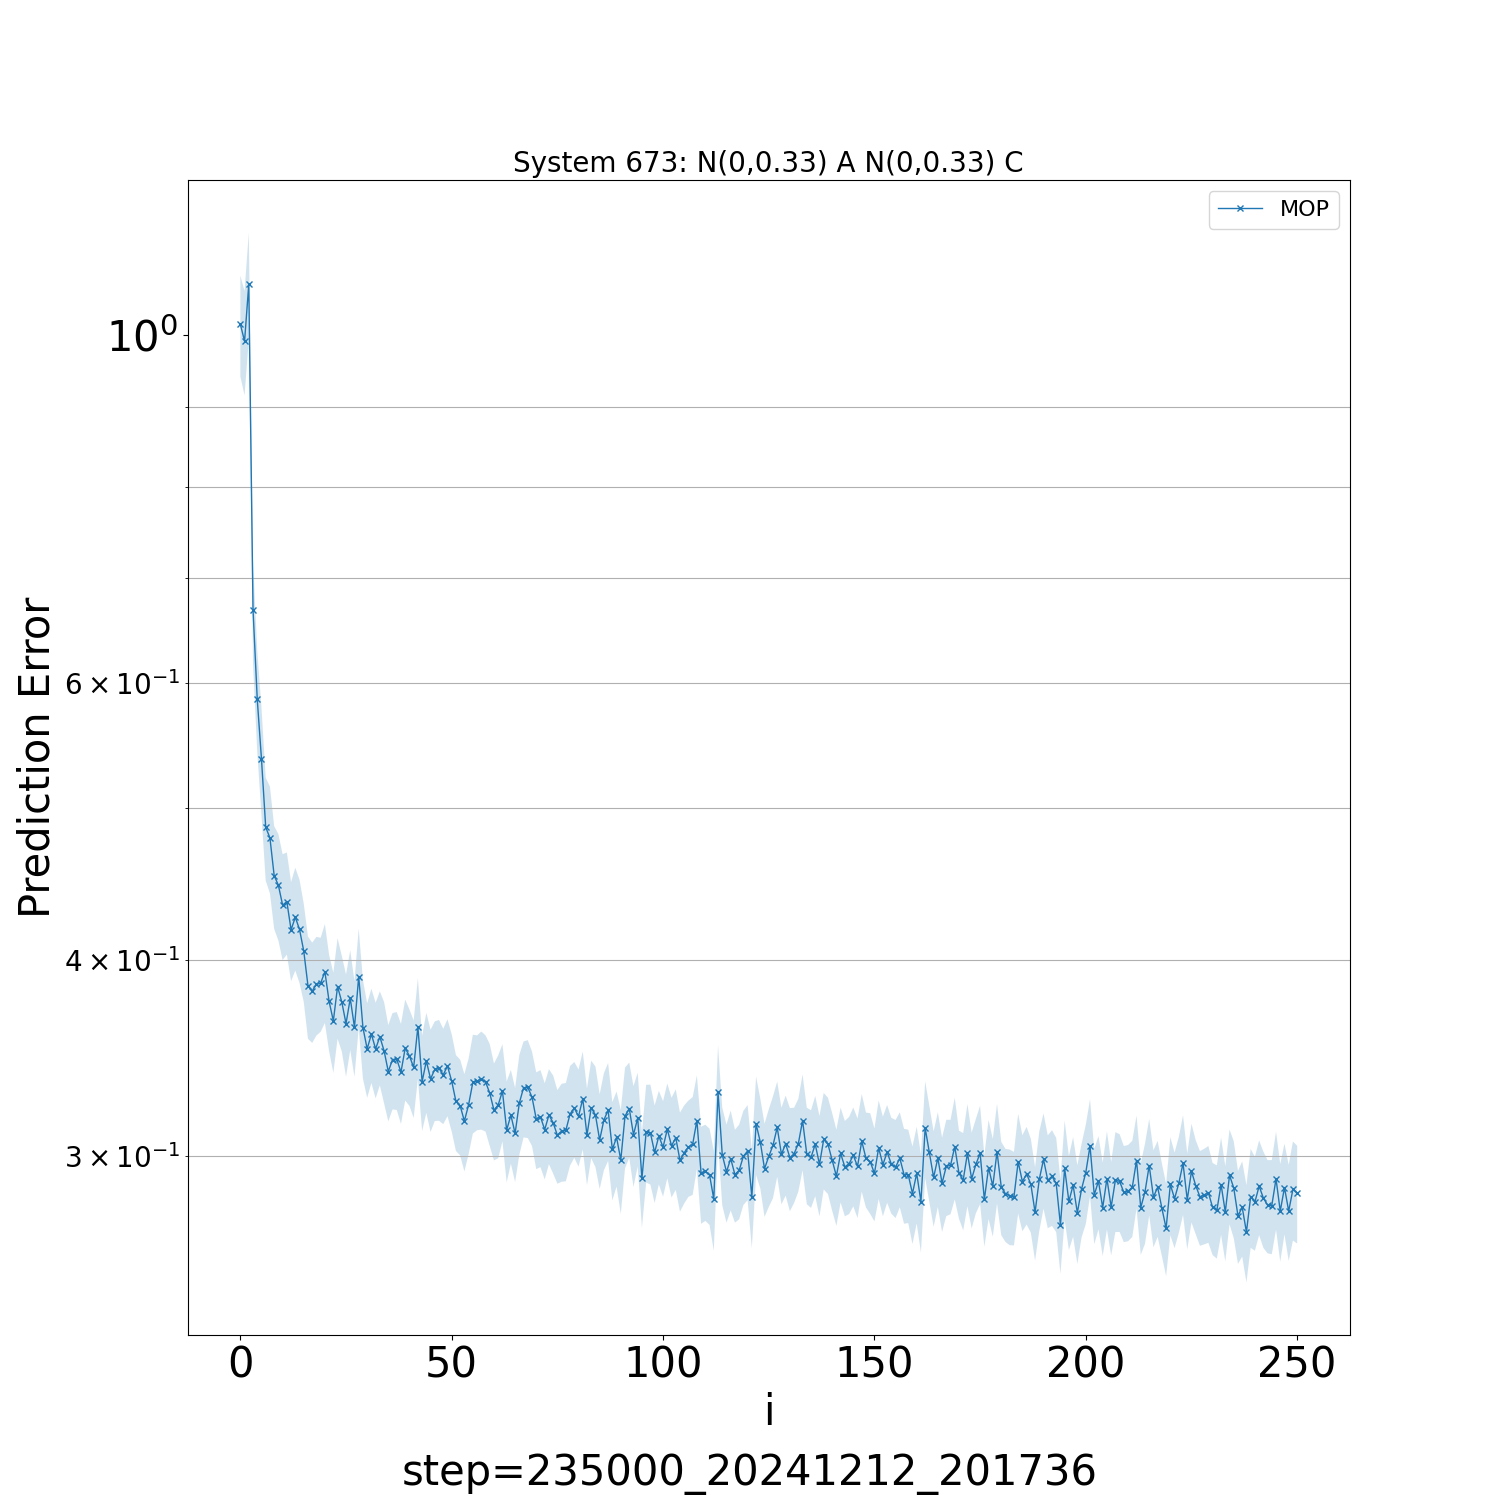 System 673: N(0,0.33) A N(0,0.33) C
MOP
10⁰
6 × 10⁻¹
4 × 10⁻¹
3 × 10⁻¹
Prediction Error
0 50 100 150 200 250
i
step=235000_20241212_201736